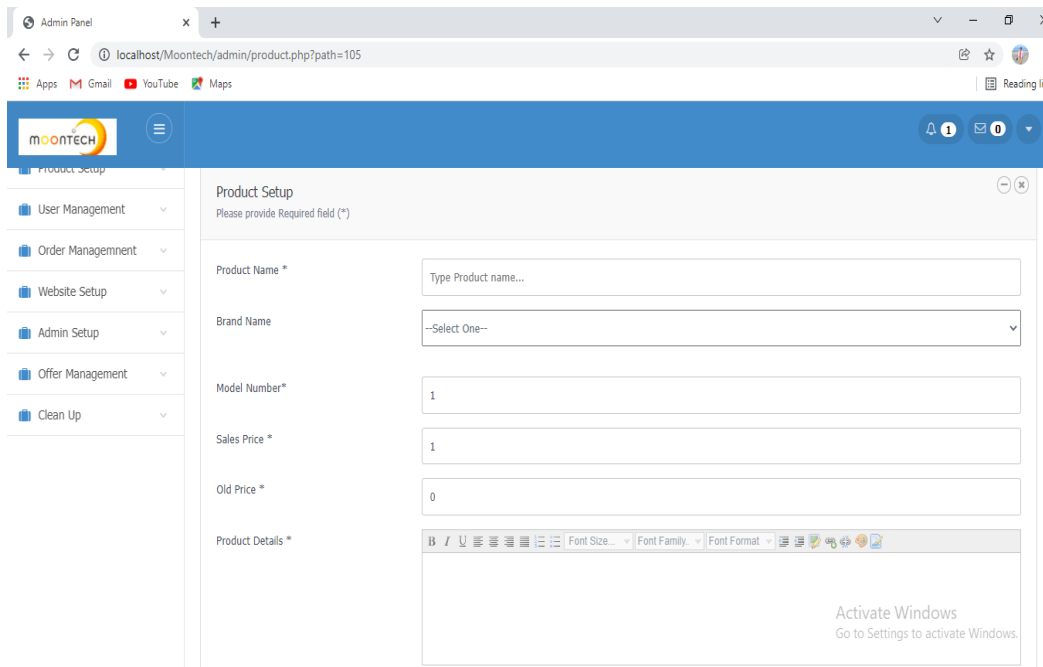 Admin Panel
localhost/Moontech/admin/product.php?path=105
Apps Gmail YouTube Maps Reading li
mOOnTECH
1 0
Product Setup
User Management
Order Managemnent
Website Setup
Admin Setup
Offer Management
Clean Up
Product Setup
Please provide Required field (*)
Product Name *
Type Product name...
Brand Name
--Select One--
Model Number*
1
Sales Price *
1
Old Price *
0
Product Details *
B I U Font Size... Font Family. Font Format
Activate Windows
Go to Settings to activate Windows.